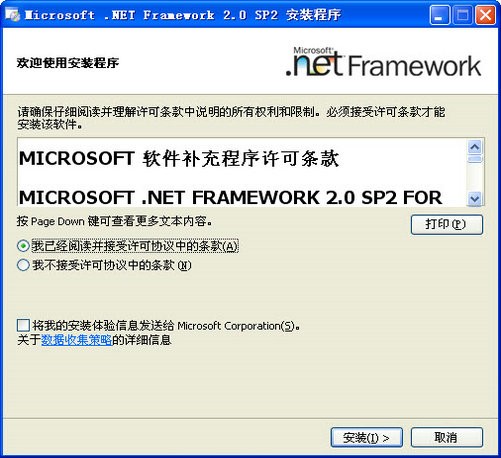 Microsoft .NET Framework 2.0 SP2 安装程序
欢迎使用安装程序
Microsoft
.net Framework
请确保仔细阅读并理解许可条款中说明的所有权利和限制。必须接受许可条款才能
安装该软件。
MICROSOFT 软件补充程序许可条款
MICROSOFT .NET FRAMEWORK 2.0 SP2 FOR
按 Page Down 键可查看更多文本内容。
打印(P)
我已经阅读并接受许可协议中的条款(A)
我不接受许可协议中的条款(N)
将我的安装体验信息发送给 Microsoft Corporation(S)。
关于数据收集策略的详细信息
安装(I) >
取消